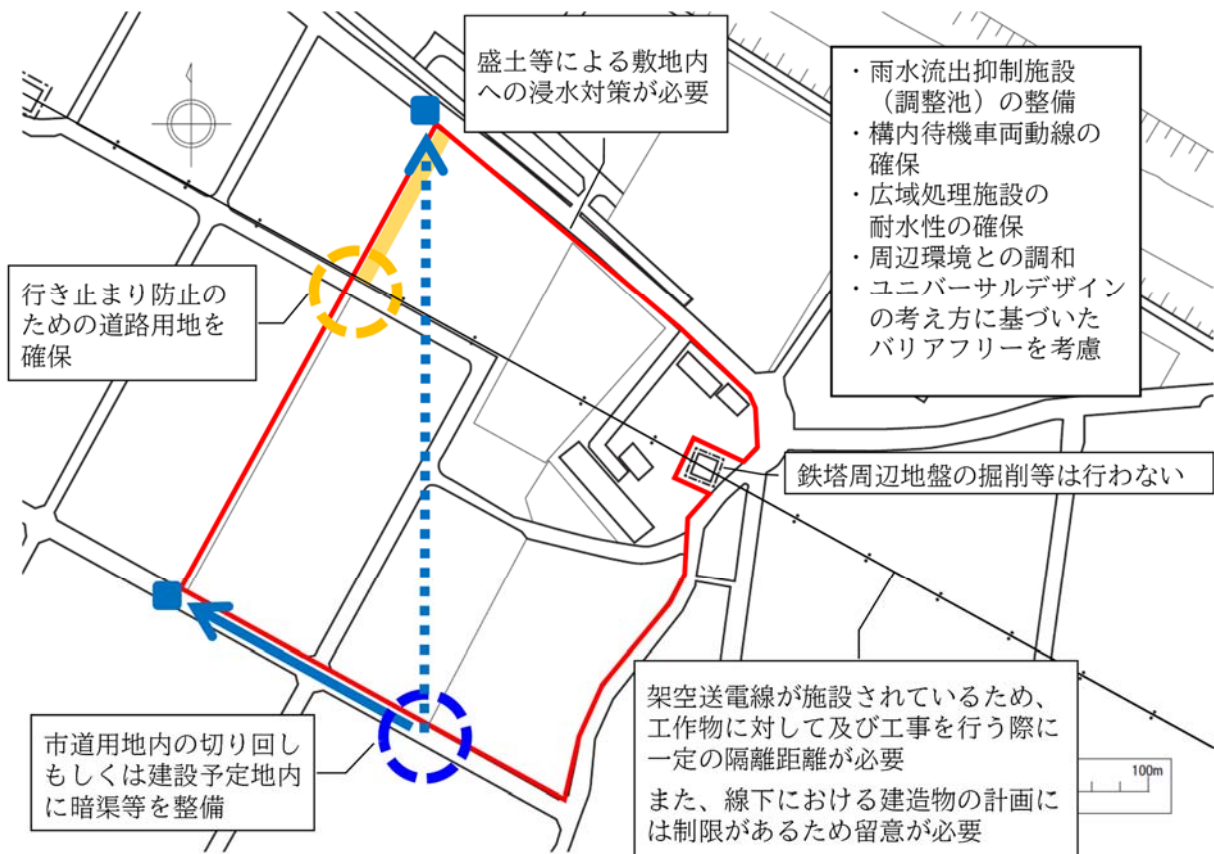 盛土等による敷地内
への浸水対策が必要
・雨水流出抑制施設
（調整池）の整備
・構内待機車両動線の
確保
・広域処理施設の
耐水性の確保
・周辺環境との調和
・ユニバーサルデザイン
の考え方に基づいた
バリアフリーを考慮
行き止まり防止の
ための道路用地を
確保
鉄塔周辺地盤の掘削等は行わない
架空送電線が施設されているため、
工作物に対して及び工事を行う際に
一定の隔離距離が必要
また、線下における建造物の計画に
は制限があるため留意が必要
市道用地内の切り回し
もしくは建設予定地内
に暗渠等を整備
100m